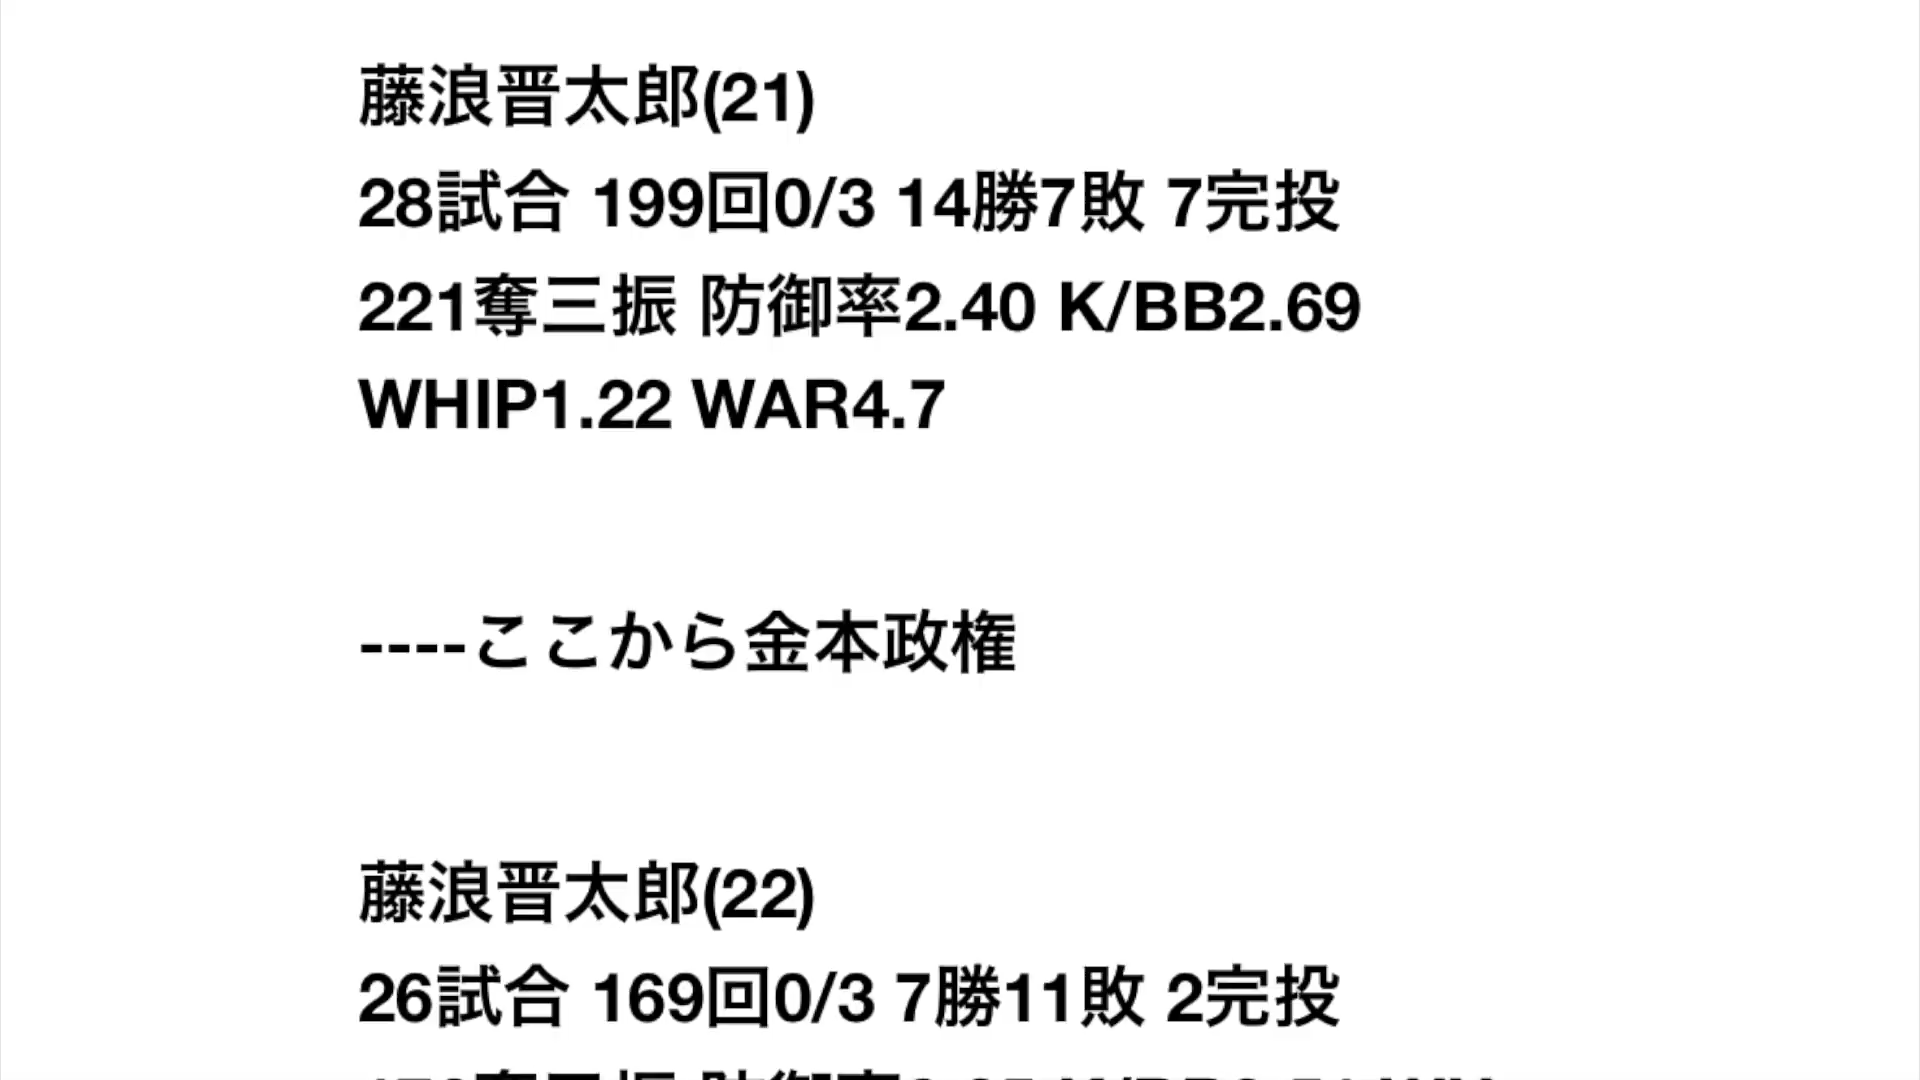 藤浪晋太郎(21)
28試合 199回0/3 14勝7敗 7完投
221奪三振 防御率2.40 K/BB2.69
WHIP1.22 WAR4.7
----ここから金本政権
藤浪晋太郎(22)
26試合 169回0/3 7勝11敗 2完投